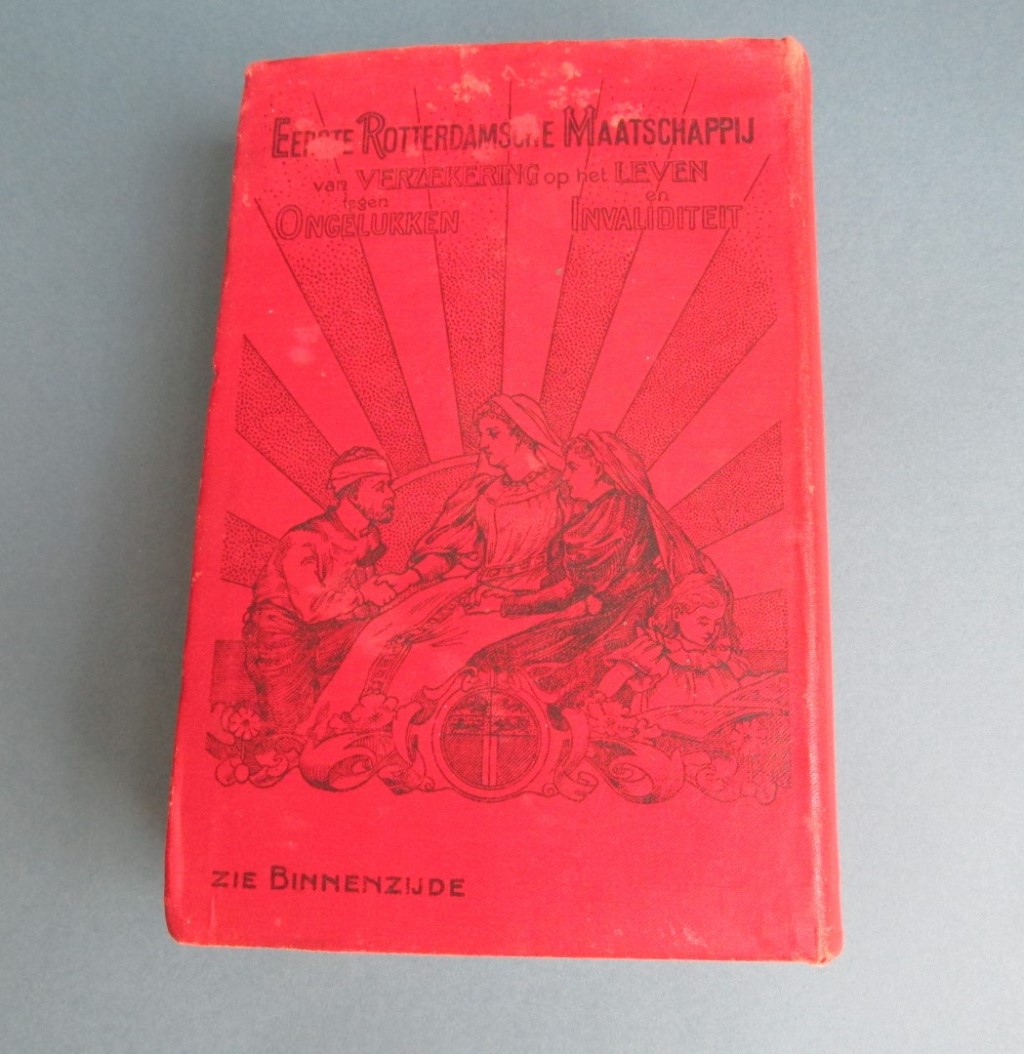 EERSTE ROTTERDAMSCHE MAATSCHAPPIJ
van VERZEKERING op het LEVEN
tegen en
ONGELUKKEN INVALIDITEIT
ZIE BINNENZIJDE